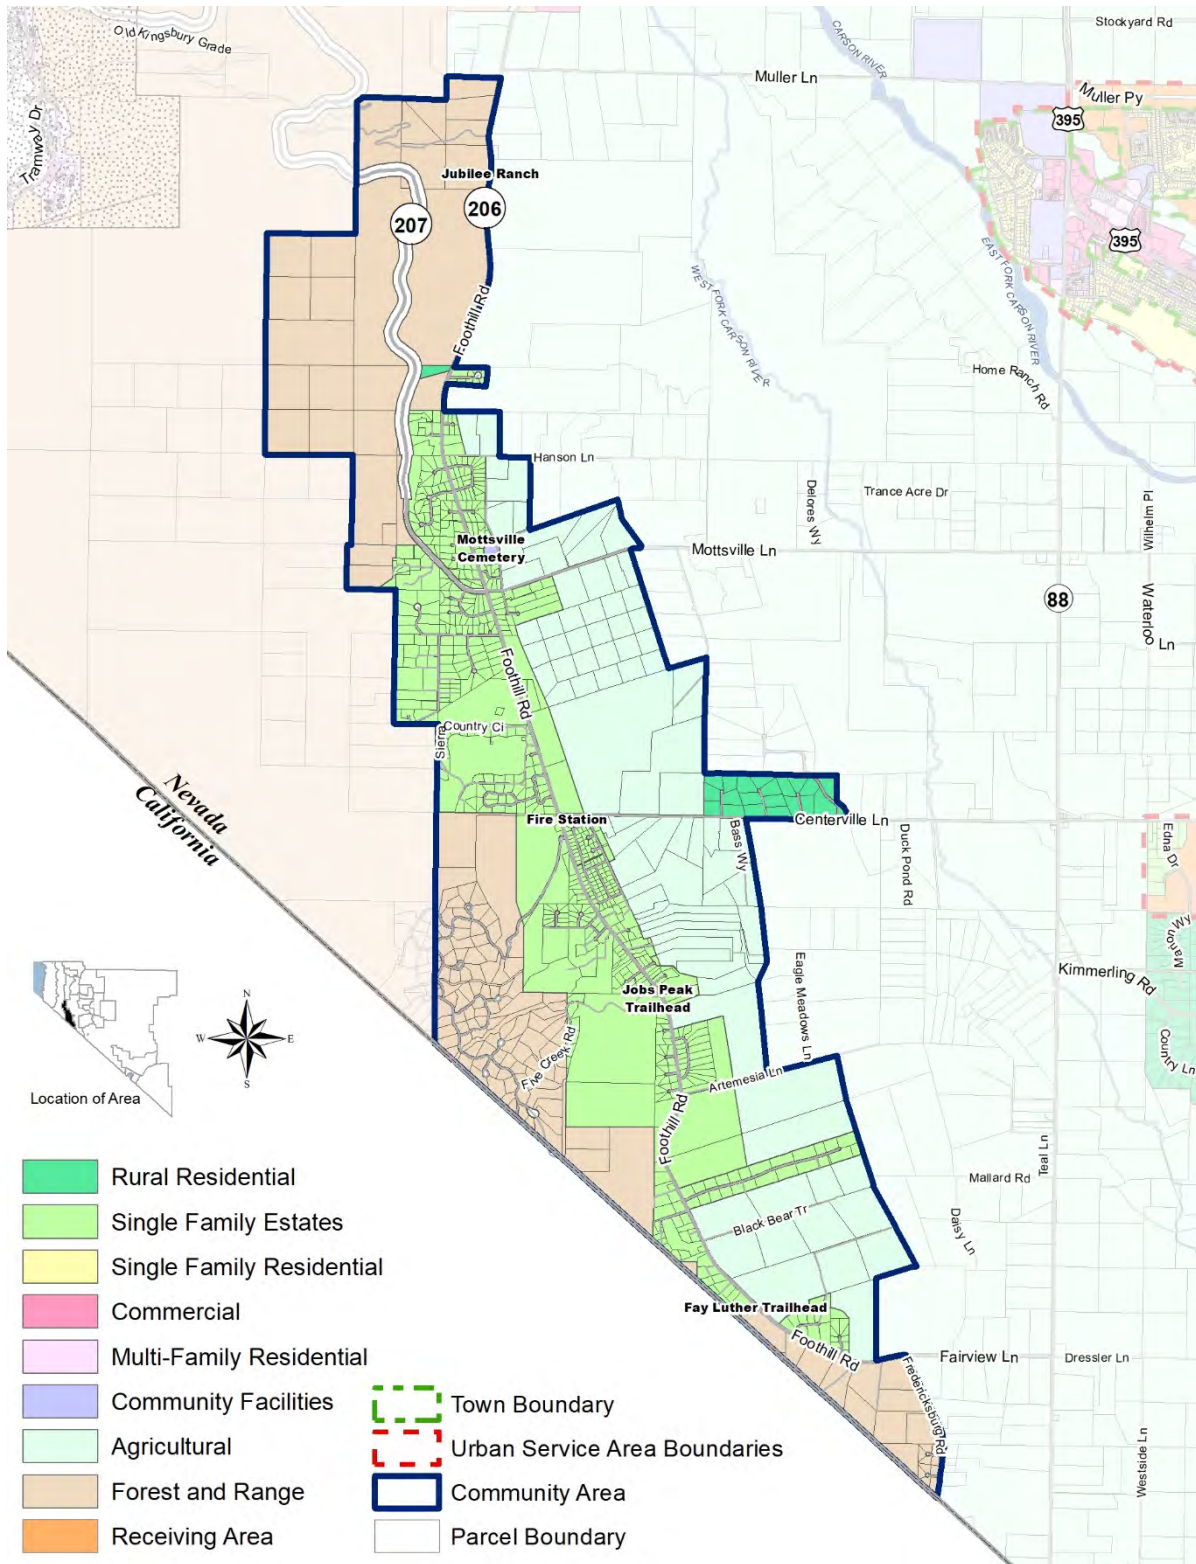 Stockyard Rd
Old Kingsbury Grade
CARSON RIVER
Muller Ln
Muller Py
395
Tramway Dr
Jubilee Ranch
207
206
395
EAST FORK CARSON RIVER
WEST FORK CARSON RIVER
Foothill Rd
Home Ranch Rd
Hanson Ln
Delores Wy
Trance Acre Dr
Wilhelm Pl
Mottsville
Cemetery
Mottsville Ln
88
Waterloo Ln
Foothill Rd
Sierra
Country Ci
Nevada
California
Fire Station
Centerville Ln
Bass Wy
Duck Pond Rd
Edna Dr
Marion Wy
Eagle Meadows Ln
Kimmerling Rd
Jobs Peak
Trailhead
N
W
E
S
Five Creek Rd
Country Ln
Artemesia Ln
Location of Area
Foothill Rd
Teal Ln
Mallard Rd
Black Bear Tr
Daisy Ln
Fay Luther Trailhead
Foothill Rd
Fairview Ln
Dressler Ln
Fredericksburg Rd
Westside Ln
Rural Residential
Single Family Estates
Single Family Residential
Commercial
Multi-Family Residential
Community Facilities
Agricultural
Forest and Range
Receiving Area
Town Boundary
Urban Service Area Boundaries
Community Area
Parcel Boundary